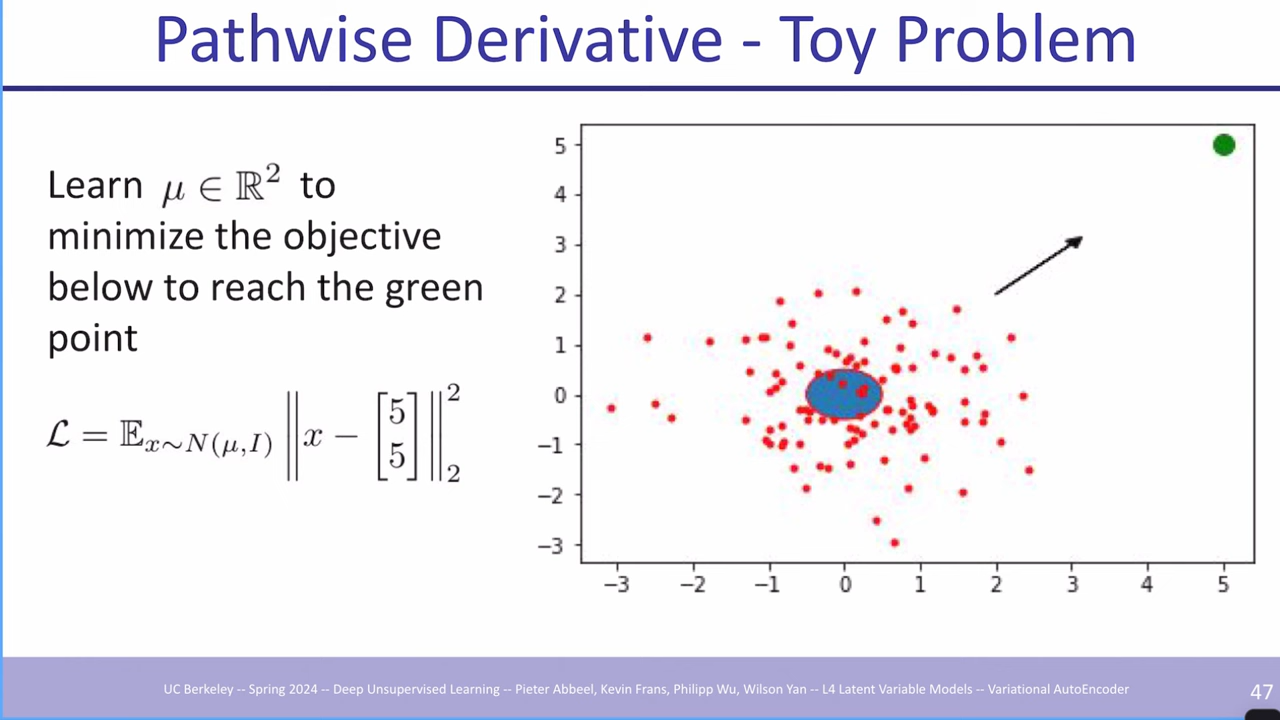 Pathwise Derivative - Toy Problem
Learn μ ∈ ℝ² to
minimize the objective
below to reach the green
point
ℒ = 𝔼_{x∼N(μ,I)} ‖x − [5 5]‖₂²
5
4
3
2
1
0
−1
−2
−3
−3 −2 −1 0 1 2 3 4 5
UC Berkeley -- Spring 2024 -- Deep Unsupervised Learning -- Pieter Abbeel, Kevin Frans, Philipp Wu, Wilson Yan -- L4 Latent Variable Models -- Variational AutoEncoder
47